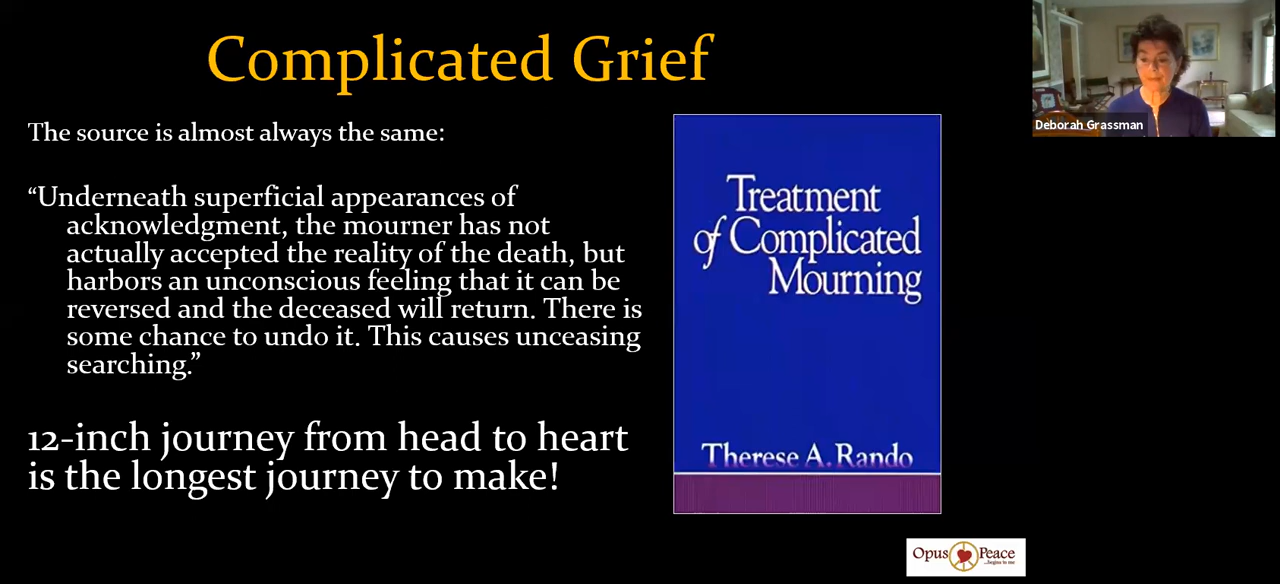 Complicated Grief
The source is almost always the same:
“Underneath superficial appearances of
acknowledgment, the mourner has not
actually accepted the reality of the death, but
harbors an unconscious feeling that it can be
reversed and the deceased will return. There is
some chance to undo it. This causes unceasing
searching.”
12-inch journey from head to heart
is the longest journey to make!
Treatment
of Complicated
Mourning
Therese A. Rando
Deborah Grassman
Opus Peace
...begins in me